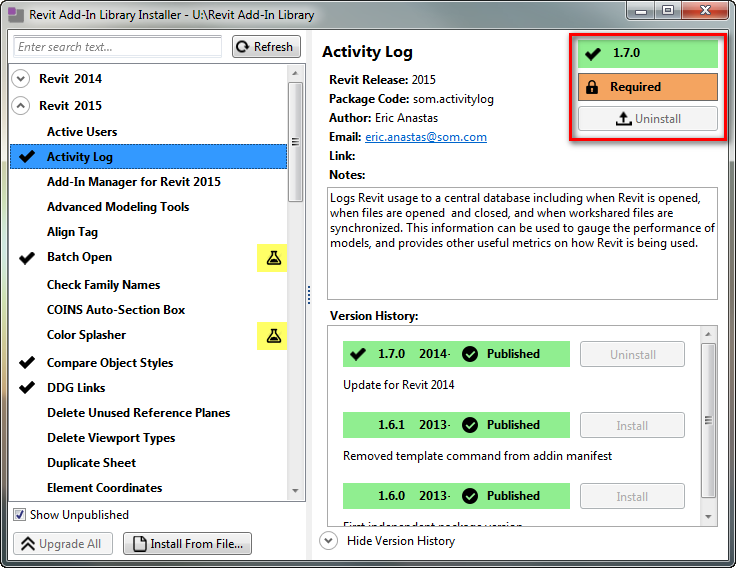 Revit Add-In Library Installer - U:\Revit Add-In Library
Enter search text...
Refresh
Revit 2014
Revit 2015
Active Users
Activity Log
Add-In Manager for Revit 2015
Advanced Modeling Tools
Align Tag
Batch Open
Check Family Names
COINS Auto-Section Box
Color Splasher
Compare Object Styles
DDG Links
Delete Unused Reference Planes
Delete Viewport Types
Duplicate Sheet
Element Coordinates
Show Unpublished
Upgrade All
Install From File...
Activity Log
Revit Release: 2015
Package Code: som.activitylog
Author: Eric Anastas
Email: eric.anastas@som.com
Link:
Notes:
1.7.0
Required
Uninstall
Logs Revit usage to a central database including when Revit is opened,
when files are opened and closed, and when workshared files are
synchronized. This information can be used to gauge the performance of
models, and provides other useful metrics on how Revit is being used.
Version History:
1.7.0 2014- Published Uninstall
Update for Revit 2014
1.6.1 2013- Published Install
Removed template command from addin manifest
1.6.0 2013- Published Install
First independent package version
Hide Version History